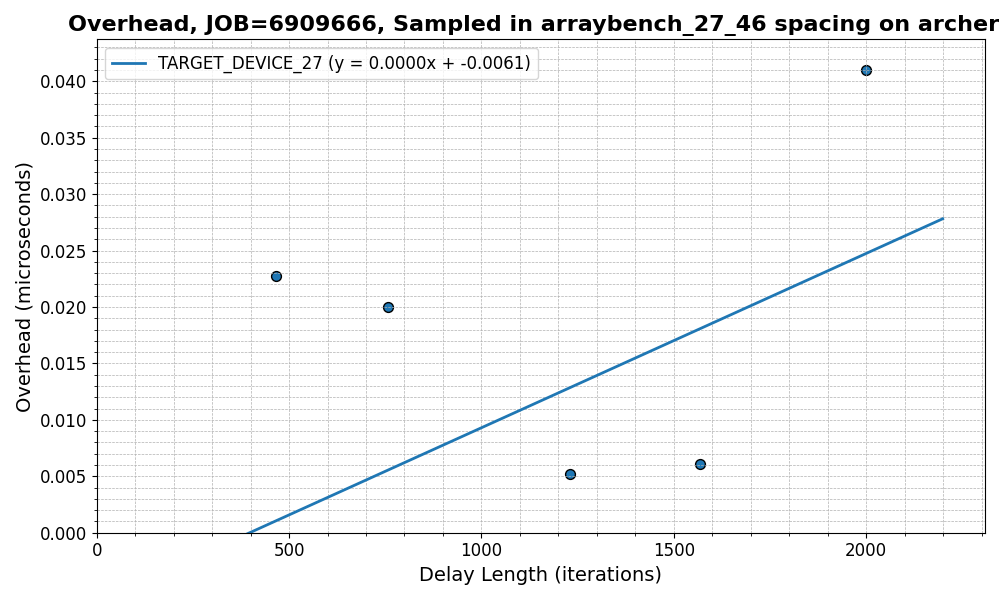 Overhead, JOB=6909666, Sampled in arraybench_27_46 spacing on archer
TARGET_DEVICE_27 (y = 0.0000x + -0.0061)
Overhead (microseconds)
0.040
0.035
0.030
0.025
0.020
0.015
0.010
0.005
0.000
0 500 1000 1500 2000
Delay Length (iterations)